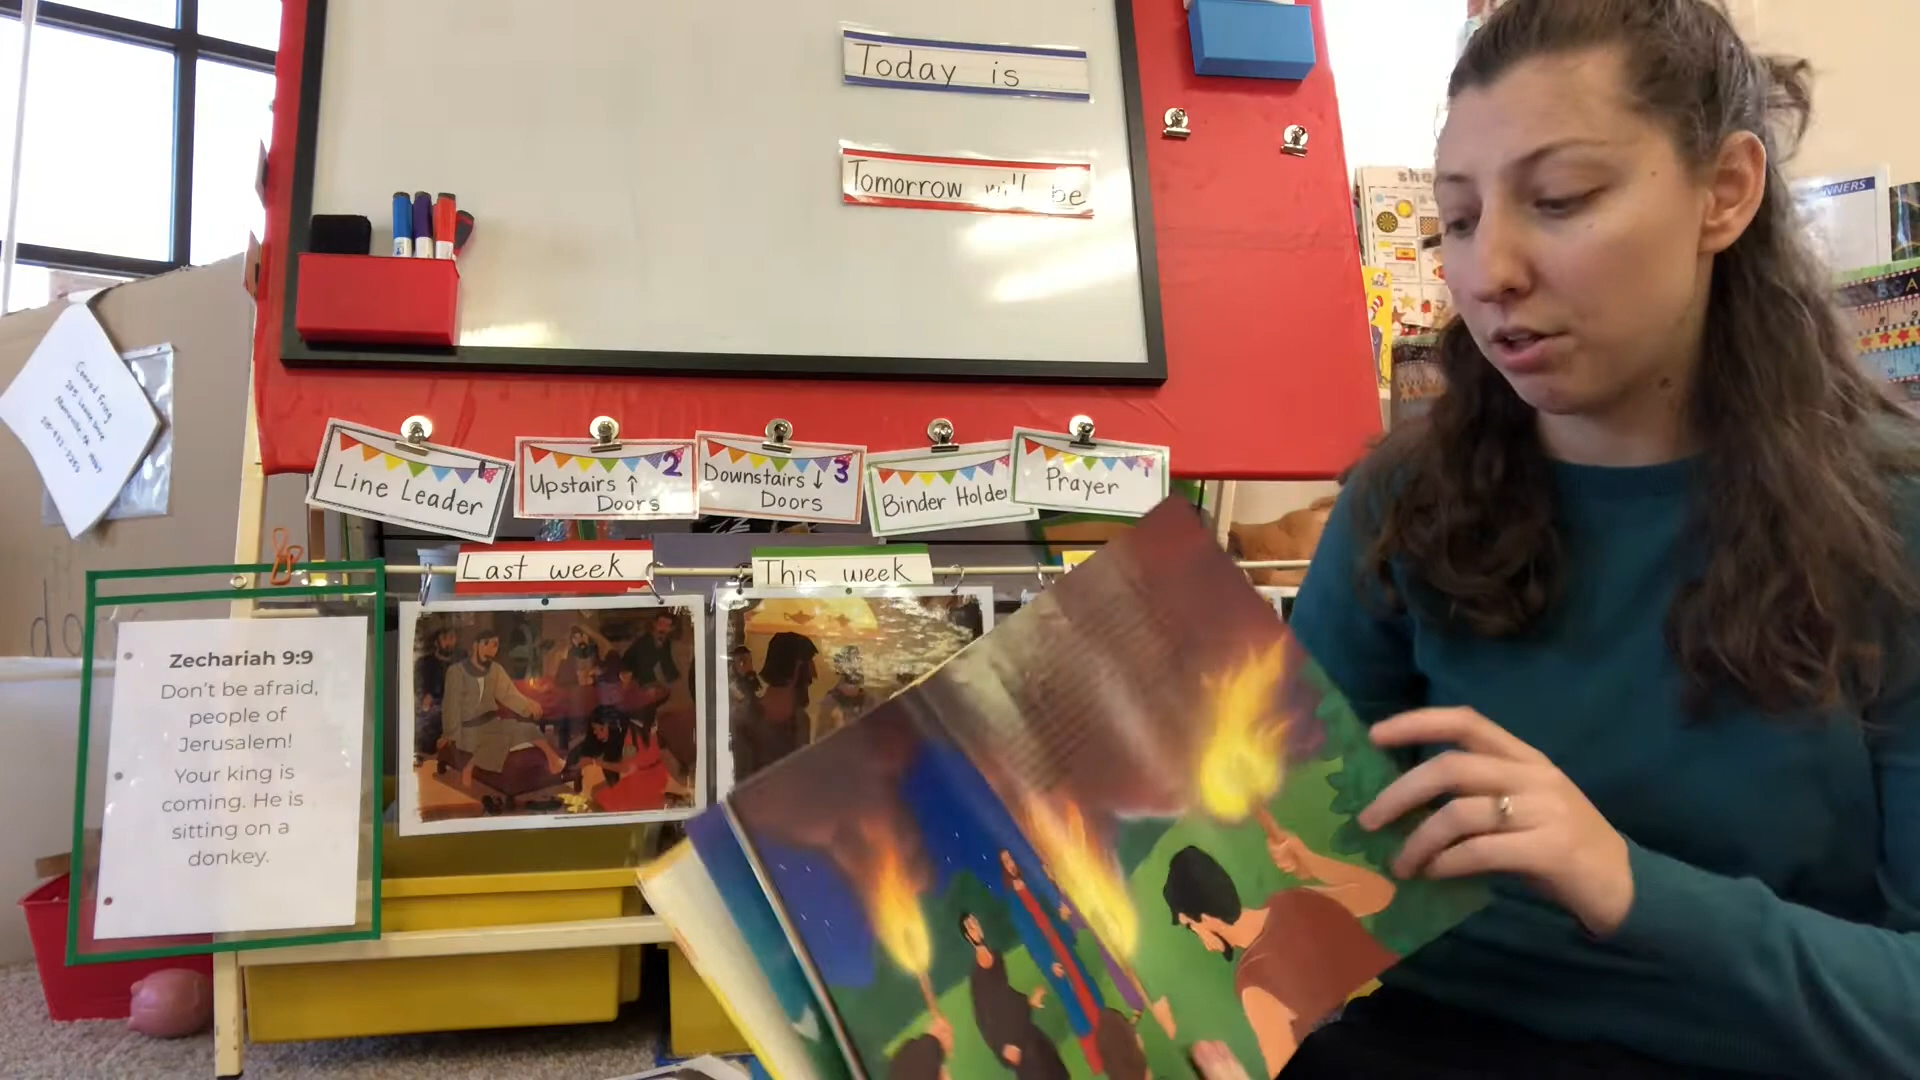 Today is
Tomorrow will be
Line Leader 1
Upstairs ↑ 2
Doors
Downstairs ↓ 3
Doors
Binder Holder
Prayer 1
Last week
This week
Zechariah 9:9
Don't be afraid,
people of
Jerusalem!
Your king is
coming. He is
sitting on a
donkey.